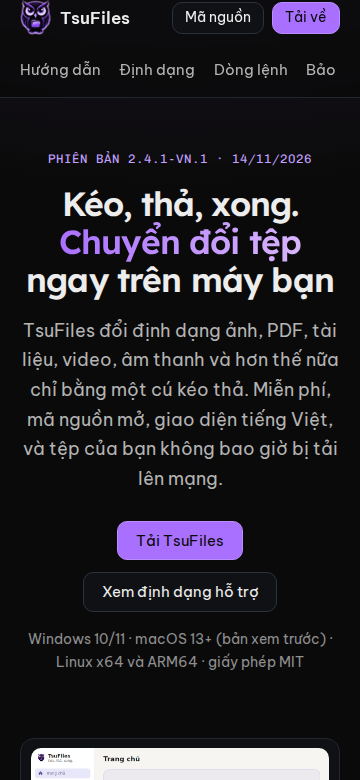 TsuFiles
Mã nguồn
Tải về
Hướng dẫn Định dạng Dòng lệnh Bảo
PHIÊN BẢN 2.4.1-VN.1 · 14/11/2026
Kéo, thả, xong.
Chuyển đổi tệp
ngay trên máy bạn
TsuFiles đổi định dạng ảnh, PDF, tài
liệu, video, âm thanh và hơn thế nữa
chỉ bằng một cú kéo thả. Miễn phí,
mã nguồn mở, giao diện tiếng Việt,
và tệp của bạn không bao giờ bị tải
lên mạng.
Tải TsuFiles
Xem định dạng hỗ trợ
Windows 10/11 · macOS 13+ (bản xem trước) ·
Linux x64 và ARM64 · giấy phép MIT
TsuFiles
Trang chủ
Trang chủ